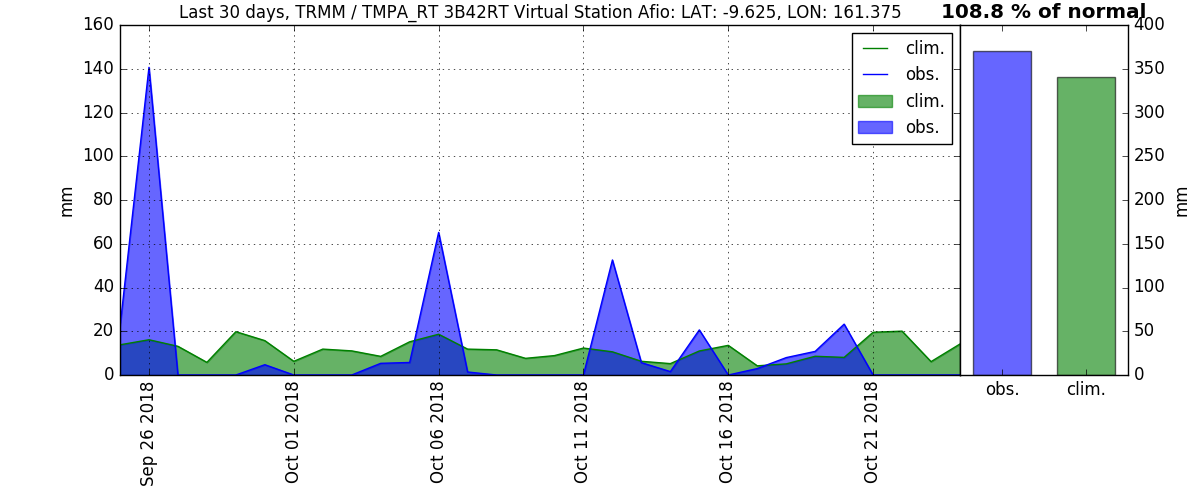 Last 30 days, TRMM / TMPA_RT 3B42RT Virtual Station Afio: LAT: -9.625, LON: 161.375
108.8 % of normal
160
140
120
100
80
60
40
20
0
mm
clim.
obs.
clim.
obs.
400
350
300
250
200
150
100
50
0
mm
obs. clim.
Sep 26 2018
Oct 01 2018
Oct 06 2018
Oct 11 2018
Oct 16 2018
Oct 21 2018